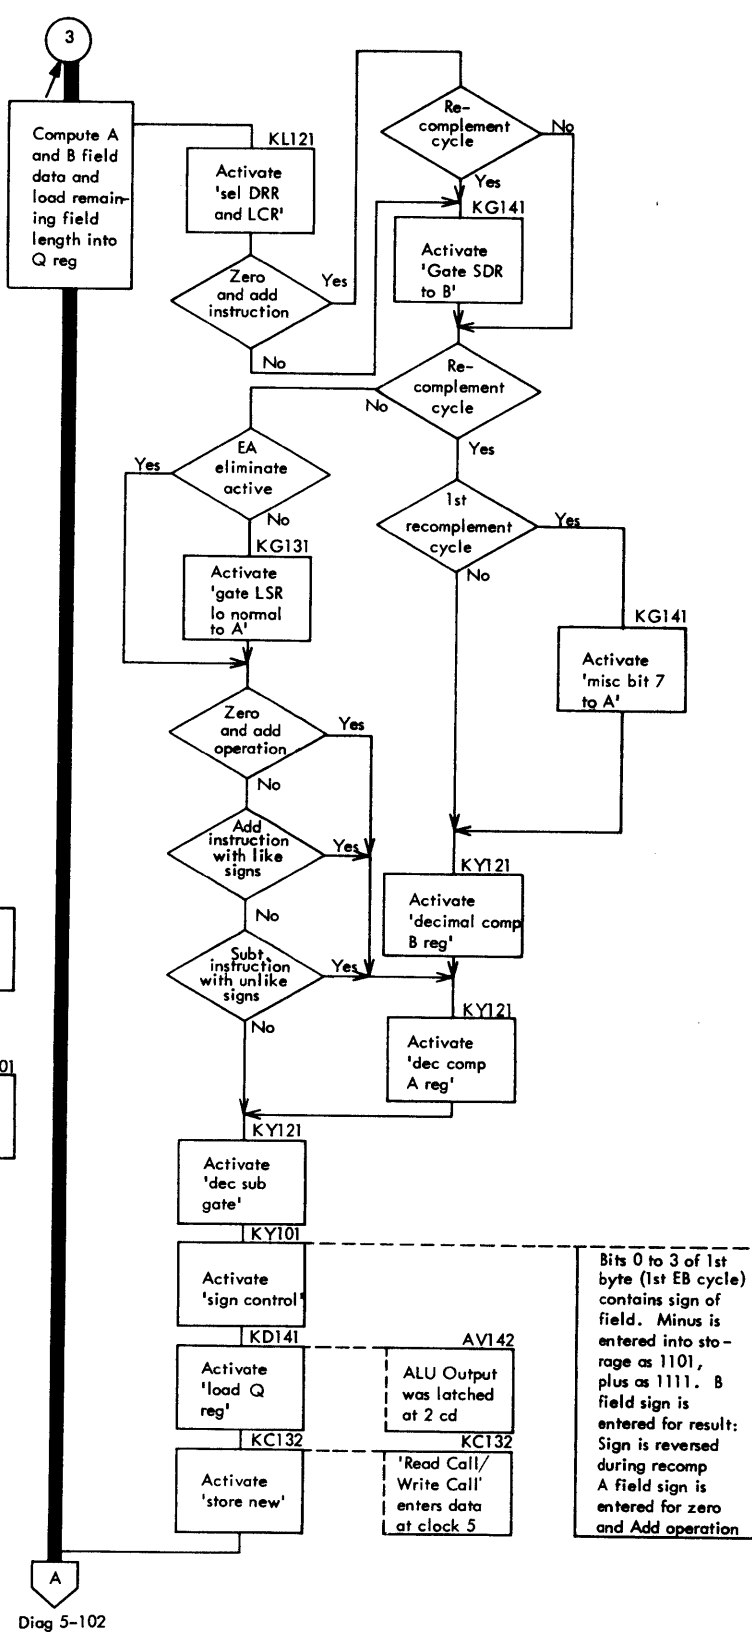 3
Compute A
and B field
data and
load remain-
ing field
length into
Q reg
KL121
Activate
'sel DRR
and LCR'
Zero
and add
instruction
Yes
No
Re-
complement
cycle
No
Yes
KG141
Activate
'Gate SDR
to B'
Re-
complement
cycle
No
Yes
EA
eliminate
active
Yes
No
KG131
Activate
'gate LSR
lo normal
to A'
1st
recomplement
cycle
Yes
No
KG141
Activate
'misc bit 7
to A'
Zero
and add
operation
Yes
No
Add
instruction
with like
signs
Yes
No
Subt
instruction
with unlike
signs
Yes
No
KY121
Activate
'decimal comp
B reg'
KY121
Activate
'dec comp
A reg'
01
KY121
Activate
'dec sub
gate'
KY101
Activate
'sign control'
KD141
Activate
'load Q
reg'
AV142
ALU Output
was latched
at 2 cd
KC132
Activate
'store new'
KC132
'Read Call/
Write Call'
enters data
at clock 5
Bits 0 to 3 of 1st
byte (1st EB cycle)
contains sign of
field. Minus is
entered into sto-
rage as 1101,
plus as 1111. B
field sign is
entered for result:
Sign is reversed
during recomp
A field sign is
entered for zero
and Add operation
A
Diag 5-102